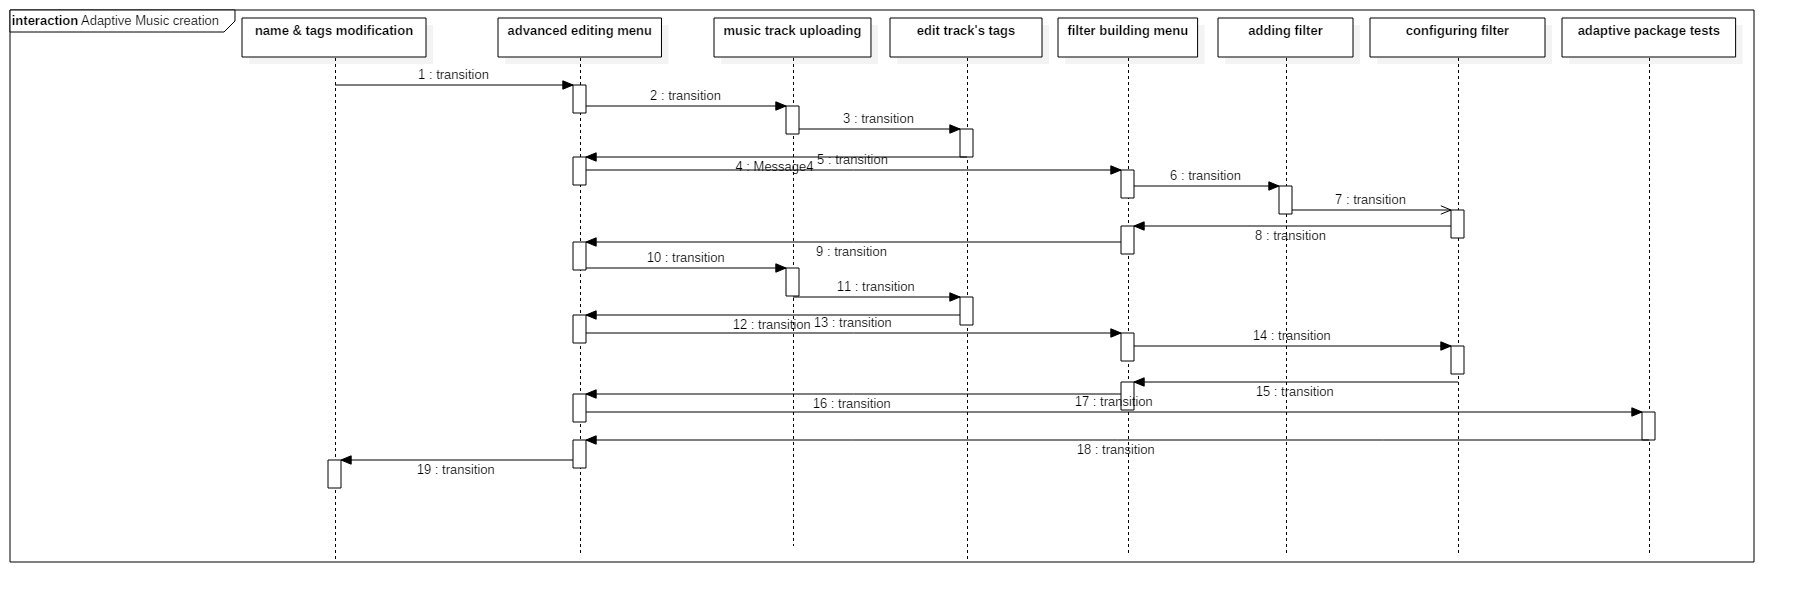 interaction Adaptive Music creation
name & tags modification
advanced editing menu
music track uploading
edit track's tags
filter building menu
adding filter
configuring filter
adaptive package tests
1 : transition
2 : transition
3 : transition
4 : Message4
5 : transition
6 : transition
7 : transition
8 : transition
9 : transition
10 : transition
11 : transition
12 : transition
13 : transition
14 : transition
15 : transition
16 : transition
17 : transition
18 : transition
19 : transition